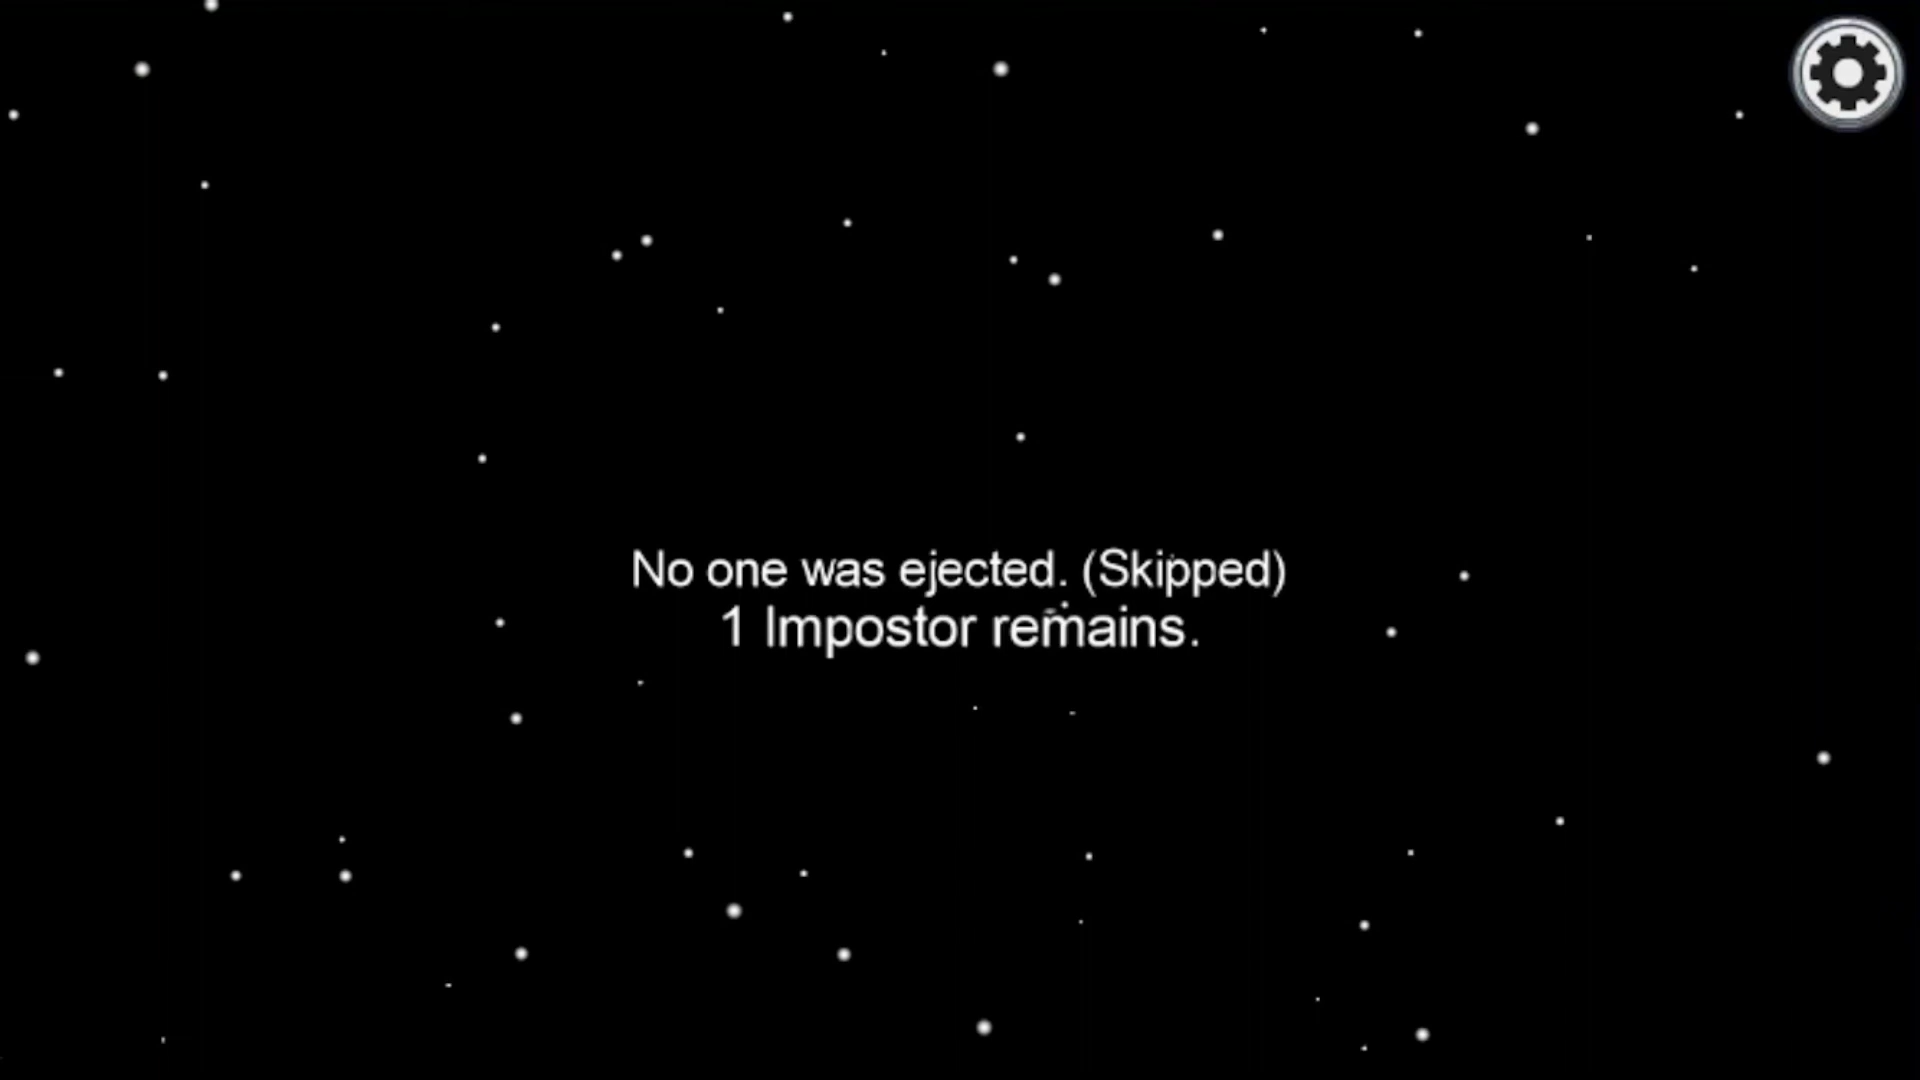 No one was ejected. (Skipped)
1 Impostor remains.